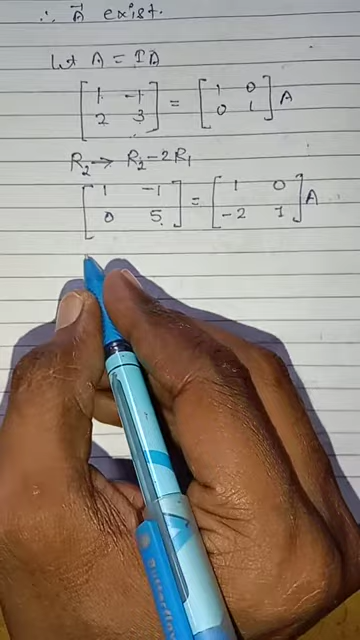 ∴ A⁻¹ exist.
Let A = IA
[1 -1; 2 3] = [1 0; 0 1] A
R₂ → R₂ - 2R₁
[1 -1; 0 5] = [1 0; -2 1] A